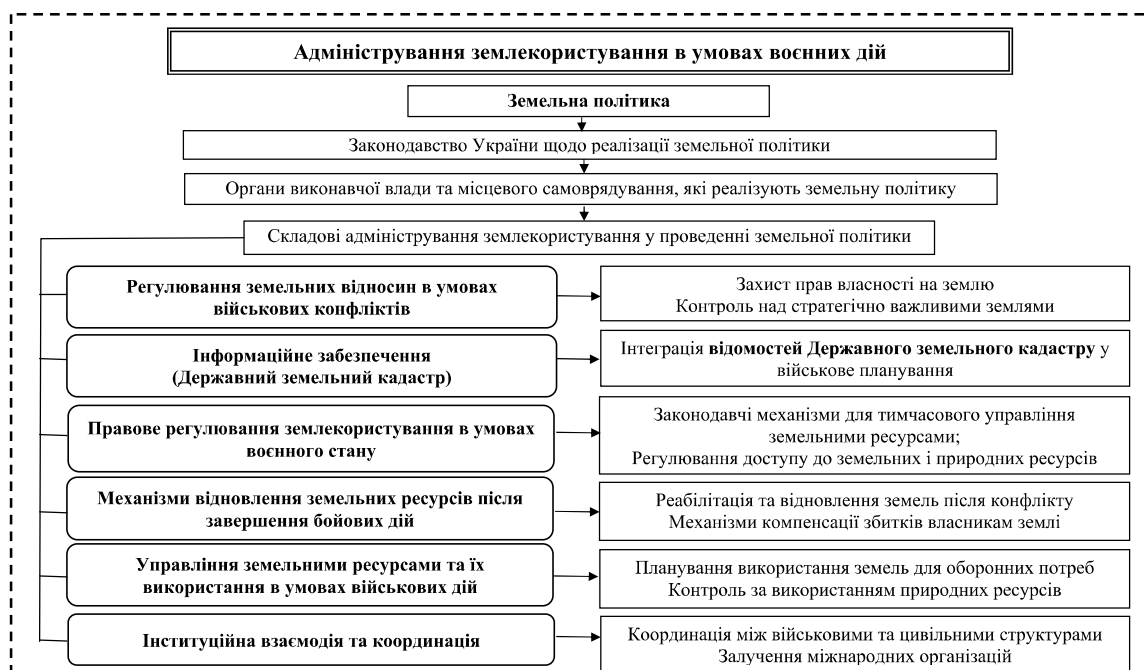 Адміністрування землекористування в умовах воєнних дій
Земельна політика
Законодавство України щодо реалізації земельної політики
Органи виконавчої влади та місцевого самоврядування, які реалізують земельну політику
Складові адміністрування землекористування у проведенні земельної політики
Регулювання земельних відносин в умовах
військових конфліктів
Захист прав власності на землю
Контроль над стратегічно важливими землями
Інформаційне забезпечення
(Державний земельний кадастр)
Інтеграція відомостей Державного земельного кадастру у
військове планування
Правове регулювання землекористування в умовах
воєнного стану
Законодавчі механізми для тимчасового управління
земельними ресурсами;
Регулювання доступу до земельних і природних ресурсів
Механізми відновлення земельних ресурсів після
завершення бойових дій
Реабілітація та відновлення земель після конфлікту
Механізми компенсації збитків власникам землі
Управління земельними ресурсами та їх
використання в умовах військових дій
Планування використання земель для оборонних потреб
Контроль за використанням природних ресурсів
Інституційна взаємодія та координація
Координація між військовими та цивільними структурами
Залучення міжнародних організацій